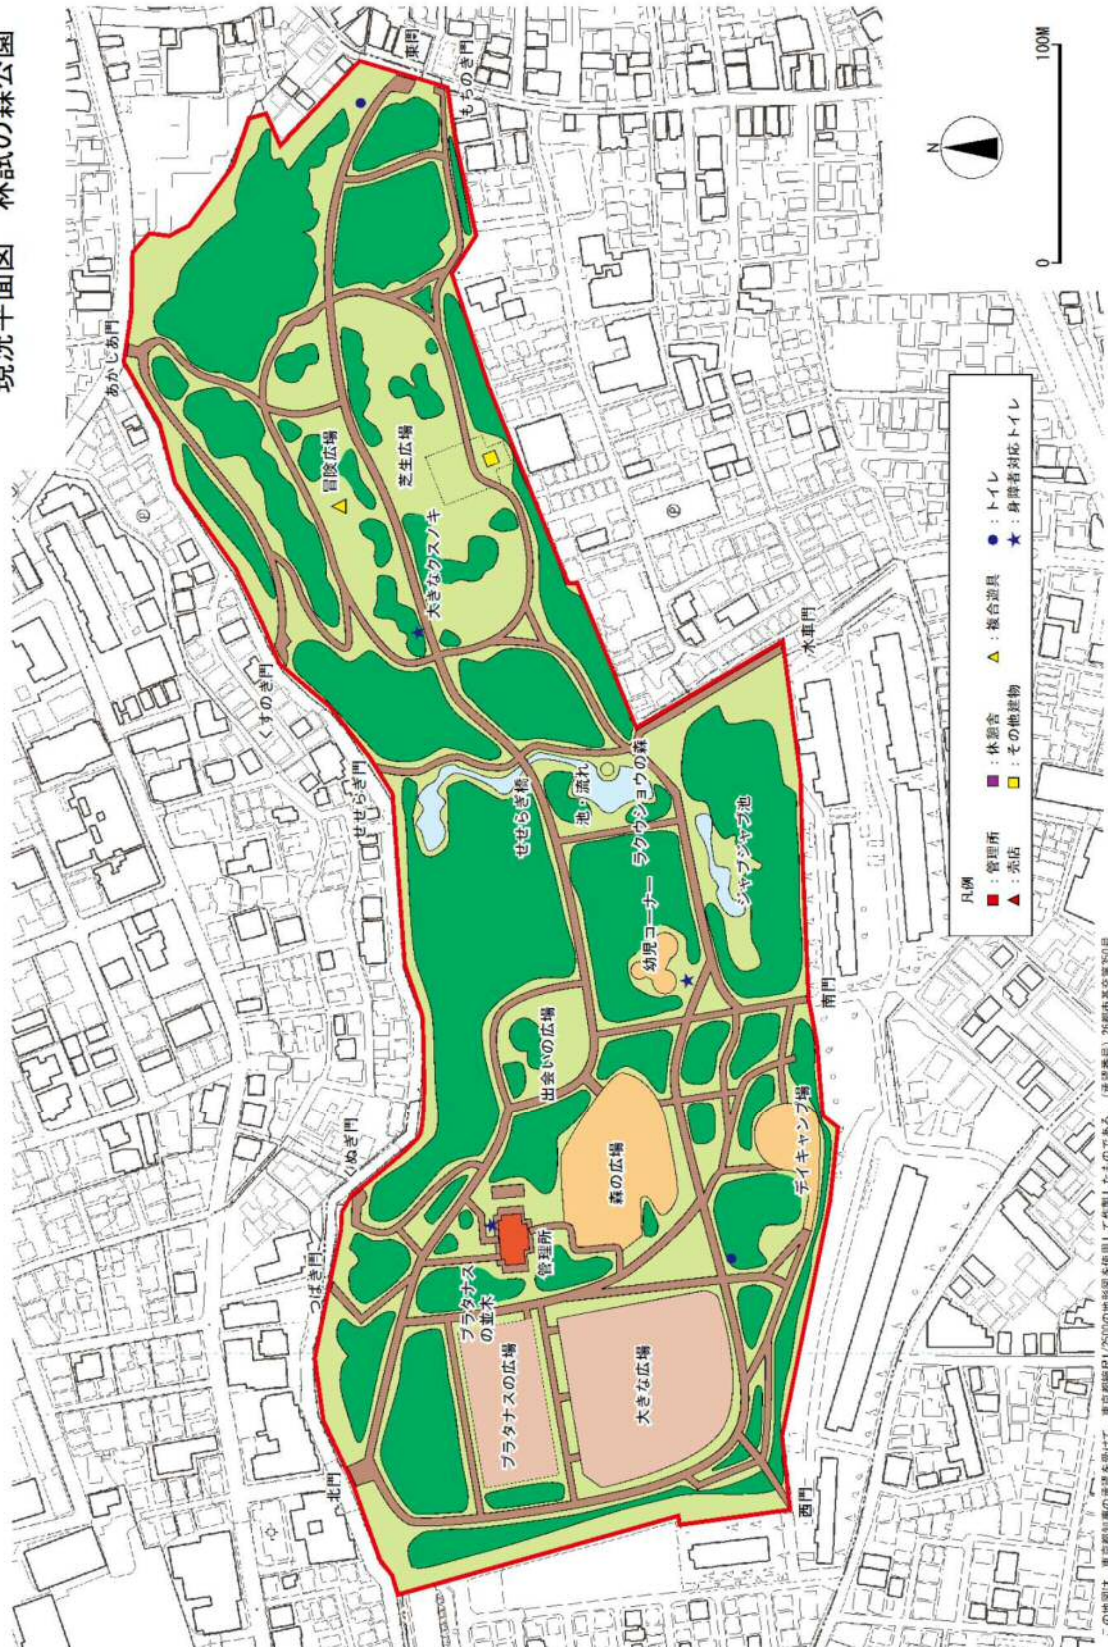 現況平面図　林試の森公園
東門
もちのき門
あかしあ門
冒険広場
芝生広場
大きなクスノキ
くすのき門
せせらぎ門
水車門
せせらぎ橋
池・流れ
ラクウショウの森
ジャブジャブ池
幼児コーナー
南門
出会いの広場
くぬぎ門
森の広場
デイキャンプ場
つばき門
管理所
プラタナス
の並木
プラタナスの広場
大きな広場
北門
西門
N
0
100M
P
P
凡例
：管理所
：休憩舎
：複合遊具
：トイレ
：売店
：その他建物
：身障者対応トイレ